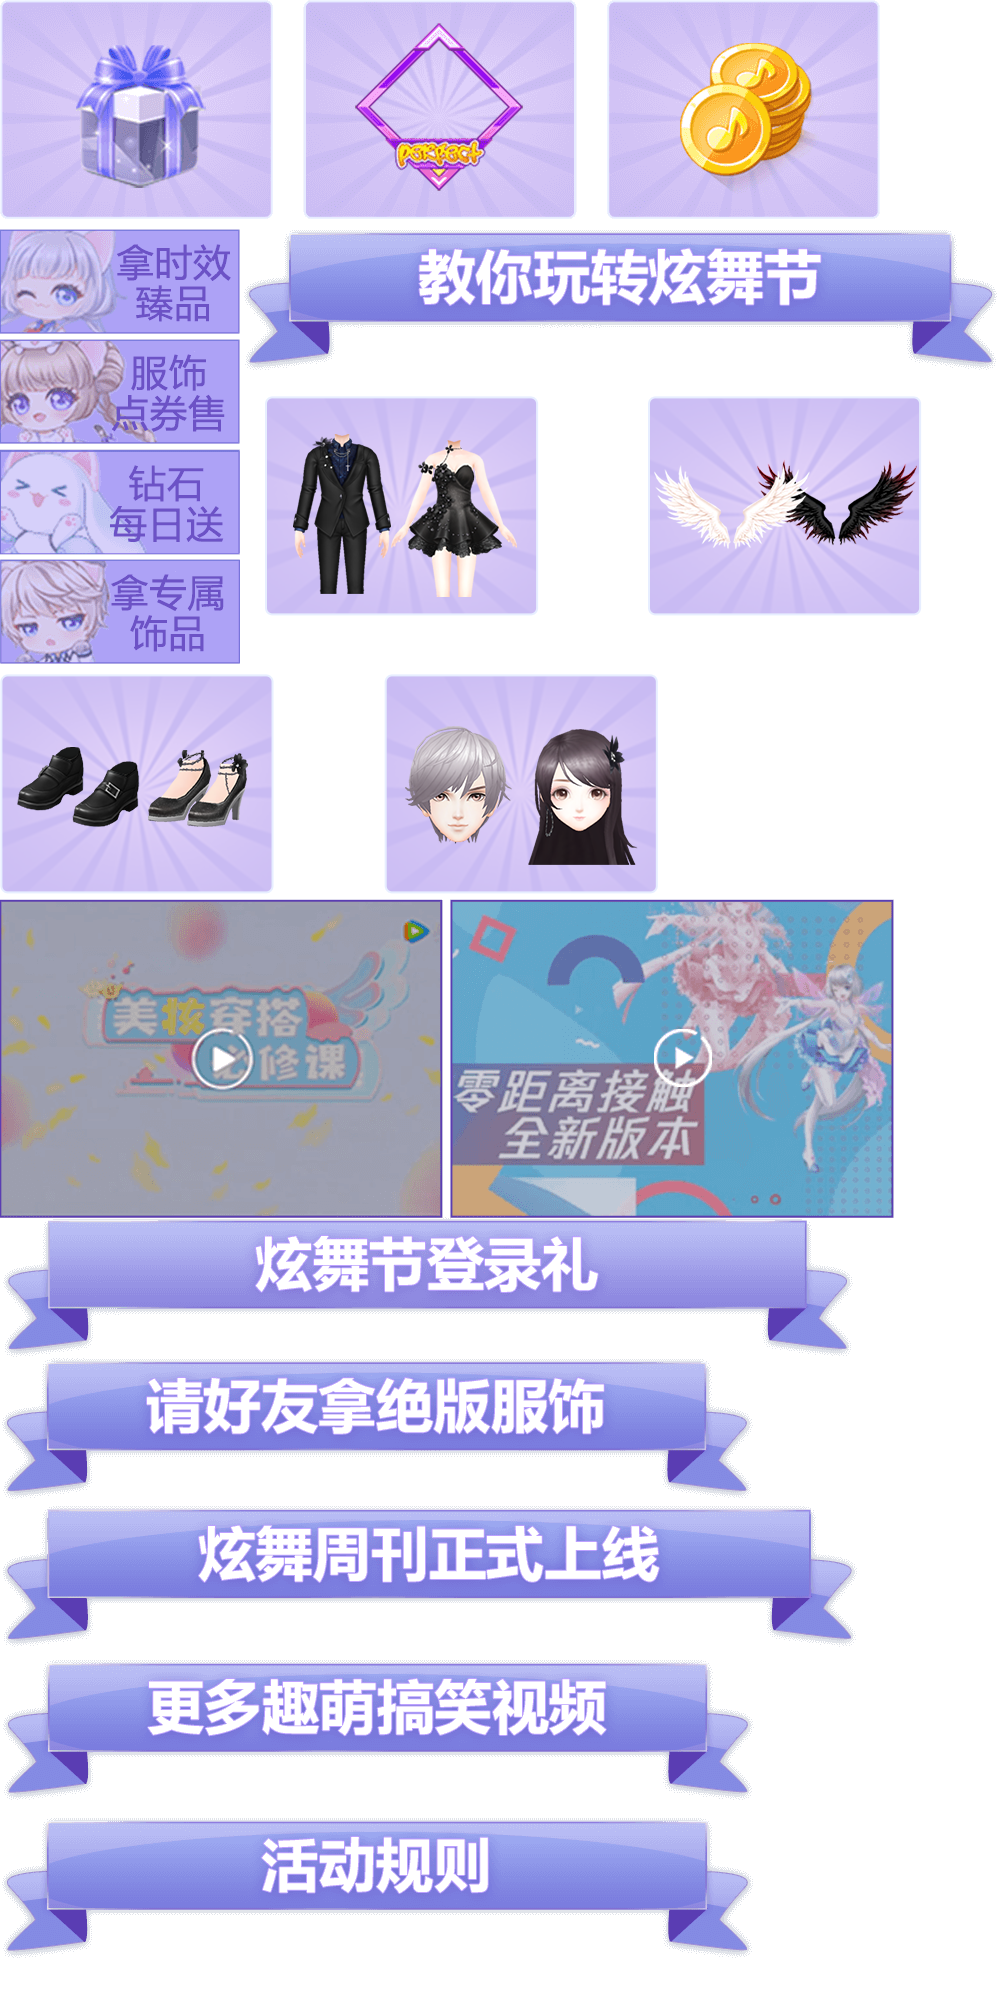 perfect
拿时效
臻品
教你玩转炫舞节
服饰
点券售
钻石
每日送
拿专属
饰品
美妆穿搭
必修课
零距离接触
全新版本
炫舞节登录礼
请好友拿绝版服饰
炫舞周刊正式上线
更多趣萌搞笑视频
活动规则